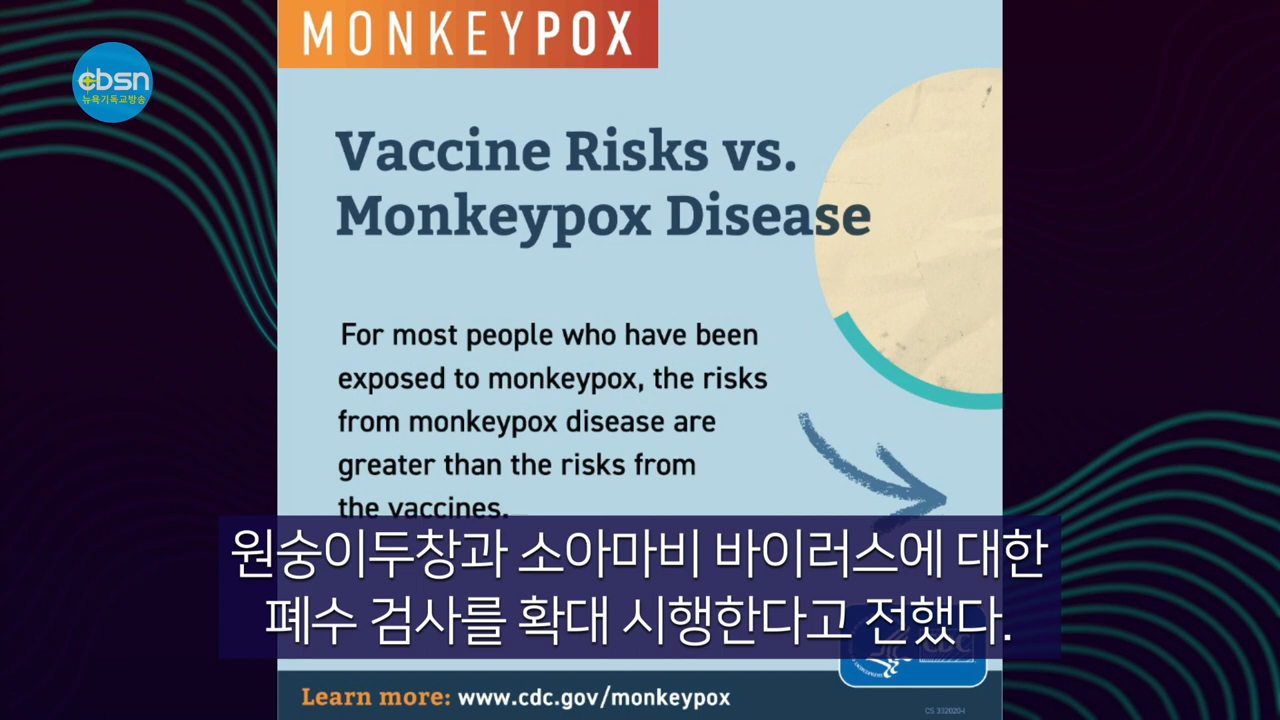 MONKEYPOX
cbsn
뉴욕기독교방송
Vaccine Risks vs.
Monkeypox Disease
For most people who have been
exposed to monkeypox, the risks
from monkeypox disease are
greater than the risks from
the vaccines.
원숭이두창과 소아마비 바이러스에 대한
폐수 검사를 확대 시행한다고 전했다.
CDC
Learn more: www.cdc.gov/monkeypox